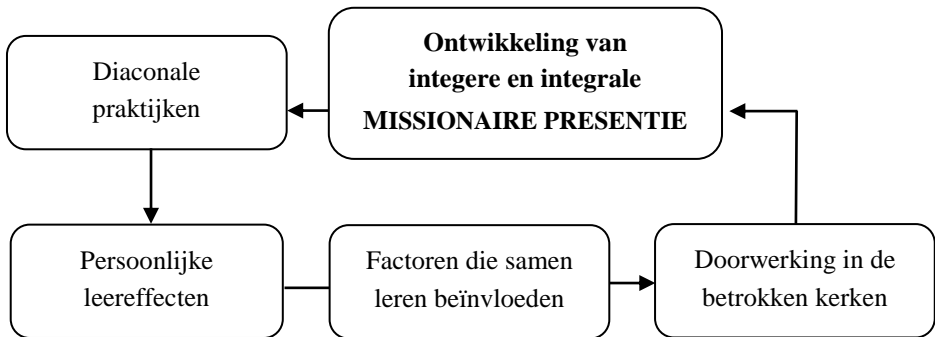 Diaconale
praktijken
Ontwikkeling van
integere en integrale
MISSIONAIRE PRESENTIE
Persoonlijke
leereffecten
Factoren die samen
leren beïnvloeden
Doorwerking in de
betrokken kerken